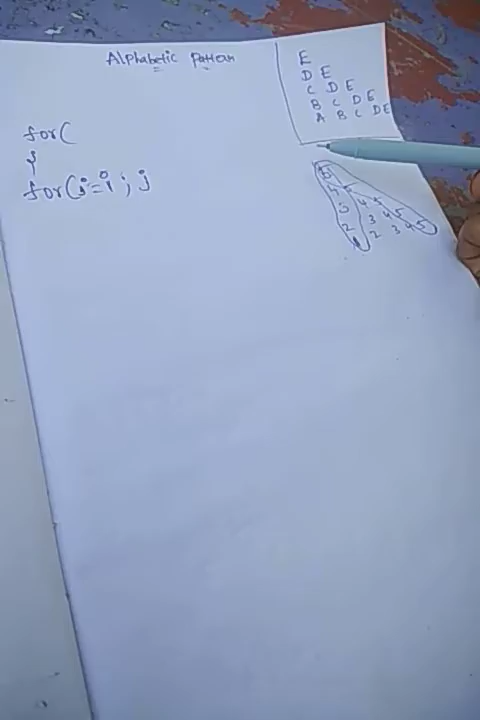 Alphabetic pattern
E
D E
C D E
B C D E
A B C D E
for(
{
for(j=i; j
5
4 5
3 4 5
2 3 4 5
1 2 3 4 5